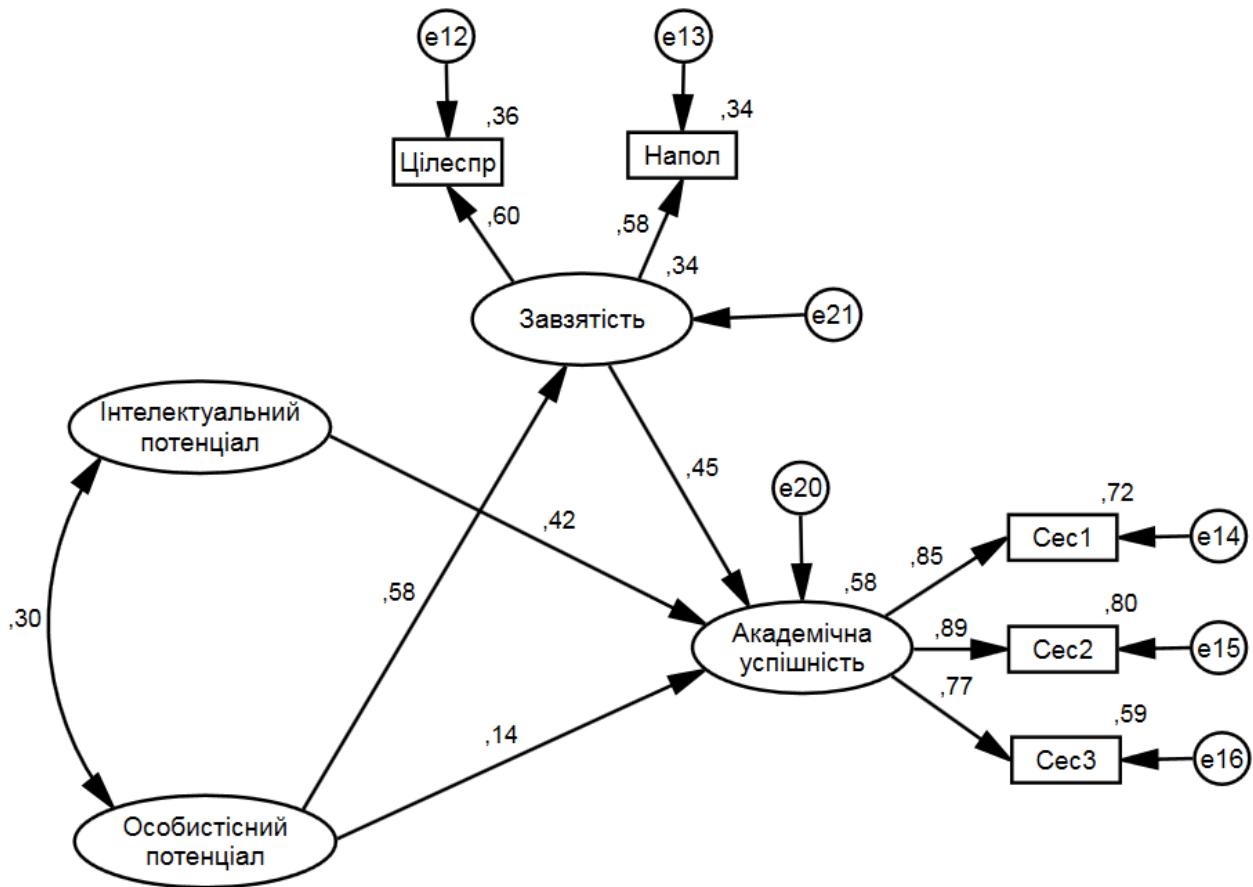 e12
e13
,36
,34
Цілеспр
Напол
,60
,58
,34
Завзятість
e21
Інтелектуальний
потенціал
,45
e20
,42
,72
Сес1
e14
,85
,58
,58
,30
,80
Академічна
успішність
,89
Сес2
e15
,77
,59
,14
Сес3
e16
Особистісний
потенціал